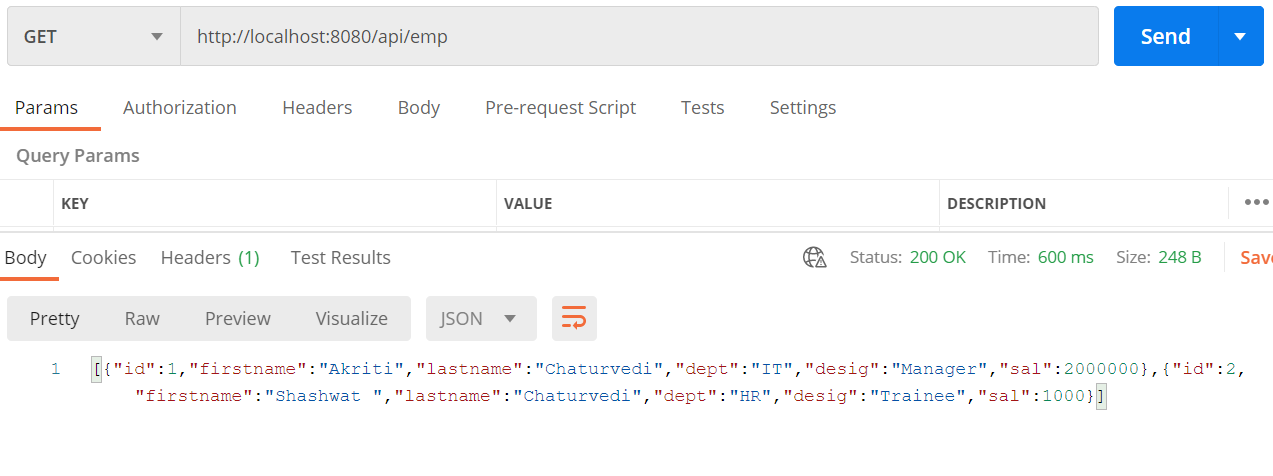 GET http://localhost:8080/api/emp Send
Params Authorization Headers Body Pre-request Script Tests Settings
Query Params
KEY VALUE DESCRIPTION
Body Cookies Headers (1) Test Results Status: 200 OK Time: 600 ms Size: 248 B Save
Pretty Raw Preview Visualize JSON
1 [{"id":1,"firstname":"Akriti","lastname":"Chaturvedi","dept":"IT","desig":"Manager","sal":2000000},{"id":2,
"firstname":"Shashwat ","lastname":"Chaturvedi","dept":"HR","desig":"Trainee","sal":1000}]